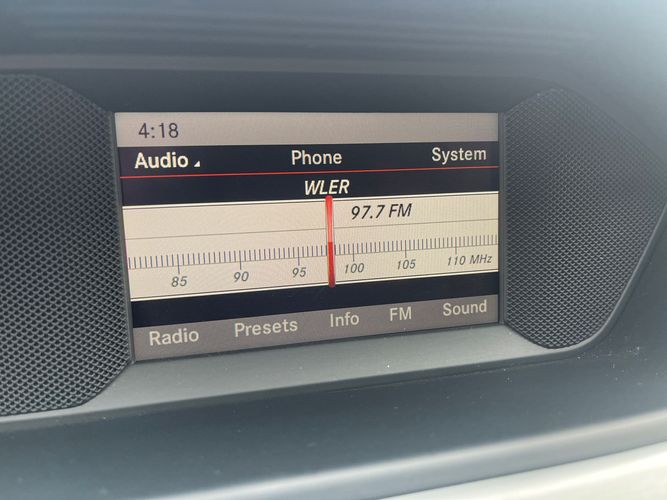 4:18
Audio Phone System
WLER
97.7 FM
85 90 95 100 105 110 MHz
Radio Presets Info FM Sound